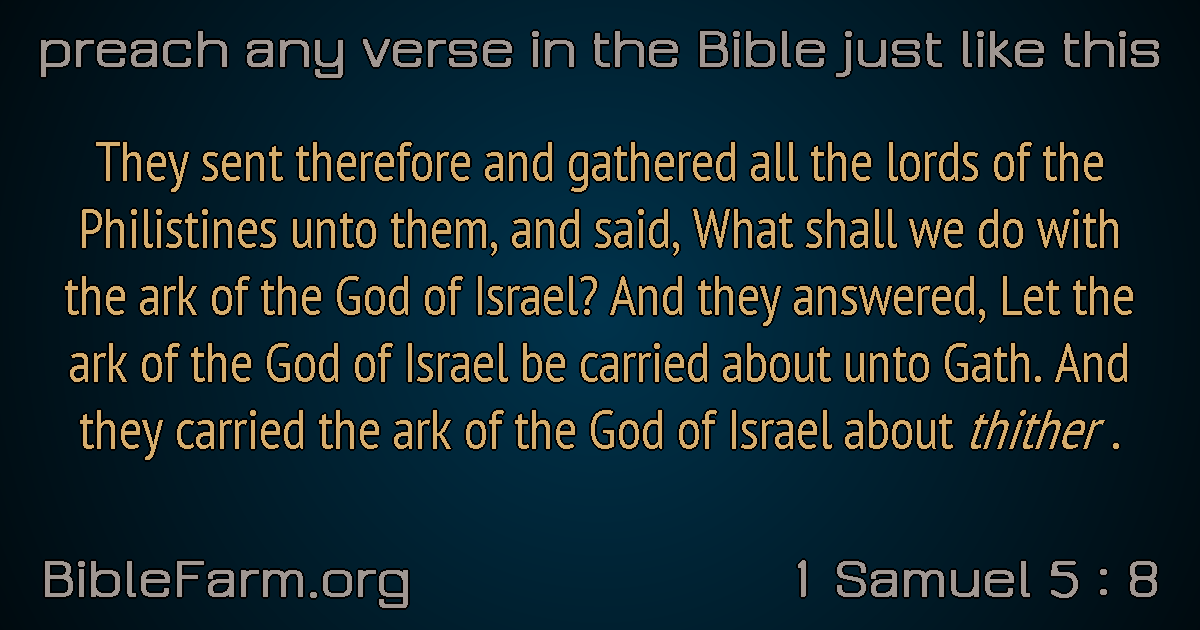 preach any verse in the Bible just like this
They sent therefore and gathered all the lords of the
Philistines unto them, and said, What shall we do with
the ark of the God of Israel? And they answered, Let the
ark of the God of Israel be carried about unto Gath. And
they carried the ark of the God of Israel about thither .
BibleFarm.org
1 Samuel 5 : 8